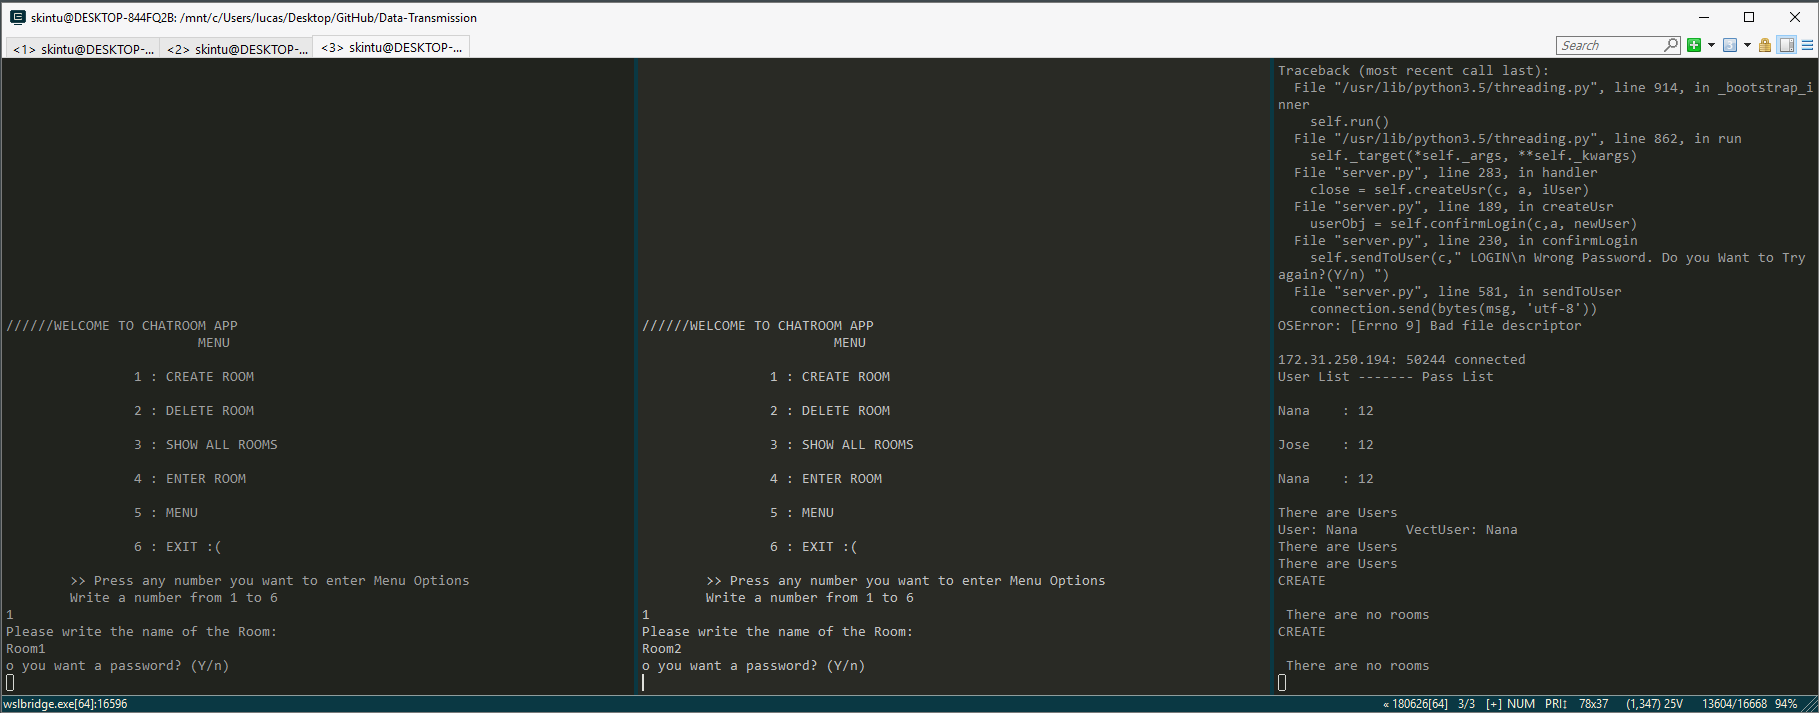 skintu@DESKTOP-844FQ2B: /mnt/c/Users/lucas/Desktop/GitHub/Data-Transmission
<1> skintu@DESKTOP-... <2> skintu@DESKTOP-... <3> skintu@DESKTOP-...
Search
//////WELCOME TO CHATROOM APP
MENU
1 : CREATE ROOM
2 : DELETE ROOM
3 : SHOW ALL ROOMS
4 : ENTER ROOM
5 : MENU
6 : EXIT :(
>> Press any number you want to enter Menu Options
Write a number from 1 to 6
1
Please write the name of the Room:
Room1
o you want a password? (Y/n)
//////WELCOME TO CHATROOM APP
MENU
1 : CREATE ROOM
2 : DELETE ROOM
3 : SHOW ALL ROOMS
4 : ENTER ROOM
5 : MENU
6 : EXIT :(
>> Press any number you want to enter Menu Options
Write a number from 1 to 6
1
Please write the name of the Room:
Room2
o you want a password? (Y/n)
Traceback (most recent call last):
File "/usr/lib/python3.5/threading.py", line 914, in _bootstrap_i
nner
self.run()
File "/usr/lib/python3.5/threading.py", line 862, in run
self._target(*self._args, **self._kwargs)
File "server.py", line 283, in handler
close = self.createUsr(c, a, iUser)
File "server.py", line 189, in createUsr
userObj = self.confirmLogin(c,a, newUser)
File "server.py", line 230, in confirmLogin
self.sendToUser(c," LOGIN\n Wrong Password. Do you Want to Try
again?(Y/n) ")
File "server.py", line 581, in sendToUser
connection.send(bytes(msg, 'utf-8'))
OSError: [Errno 9] Bad file descriptor
172.31.250.194: 50244 connected
User List ------- Pass List
Nana : 12
Jose : 12
Nana : 12
There are Users
User: Nana VectUser: Nana
There are Users
There are Users
CREATE
There are no rooms
CREATE
There are no rooms
wslbridge.exe[64]:16596
« 180626[64] 3/3 [+] NUM PRI↕ 78x37 (1,347) 25V 13604/16668 94%